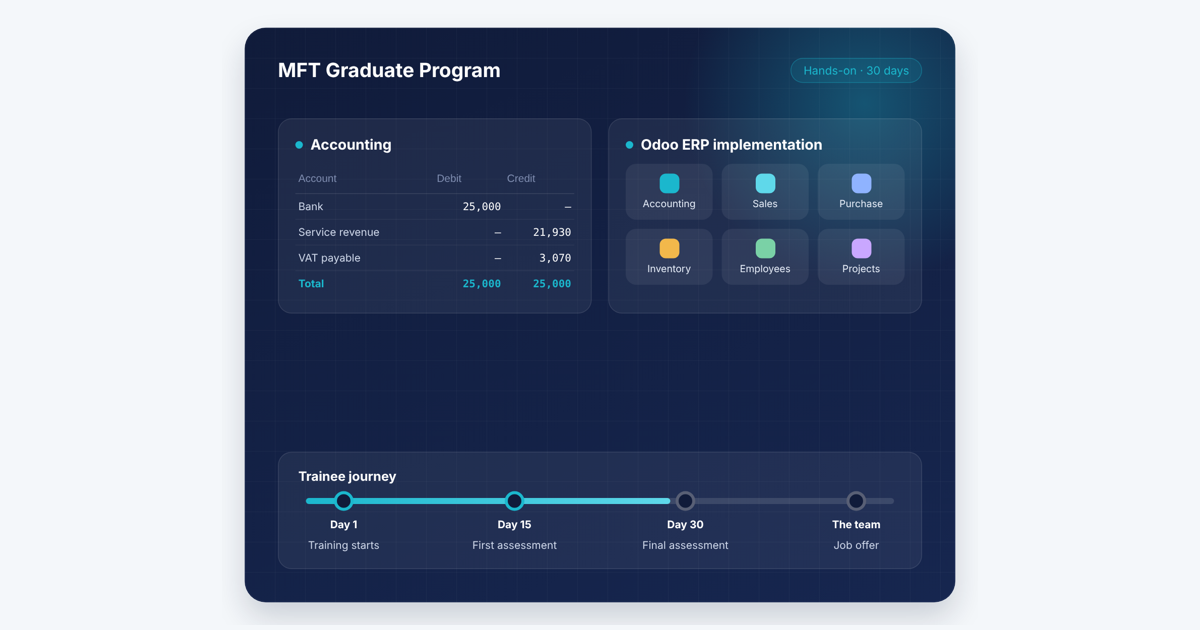 MFT Graduate Program
Hands-on · 30 days
Accounting
Account Debit Credit
Bank 25,000 –
Service revenue – 21,930
VAT payable – 3,070
Total 25,000 25,000
Odoo ERP implementation
Accounting Sales Purchase
Inventory Employees Projects
Trainee journey
Day 1 Day 15 Day 30 The team
Training starts First assessment Final assessment Job offer